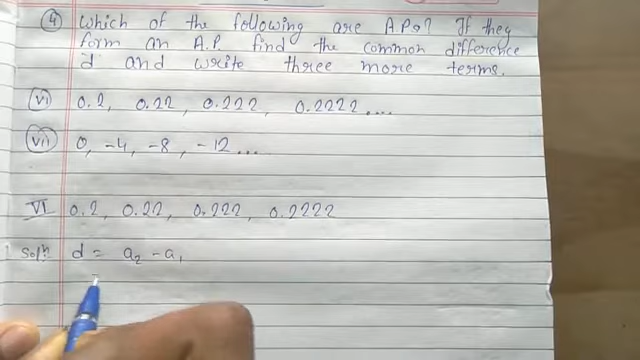 ④ Which of the following are APs? If they
form an A.P. find the common difference
d and write three more terms.
(vi) 0.2, 0.22, 0.222, 0.2222....
(vii) 0, -4, -8, -12...
VI 0.2, 0.22, 0.222, 0.2222
Solⁿ: d = a₂ - a₁